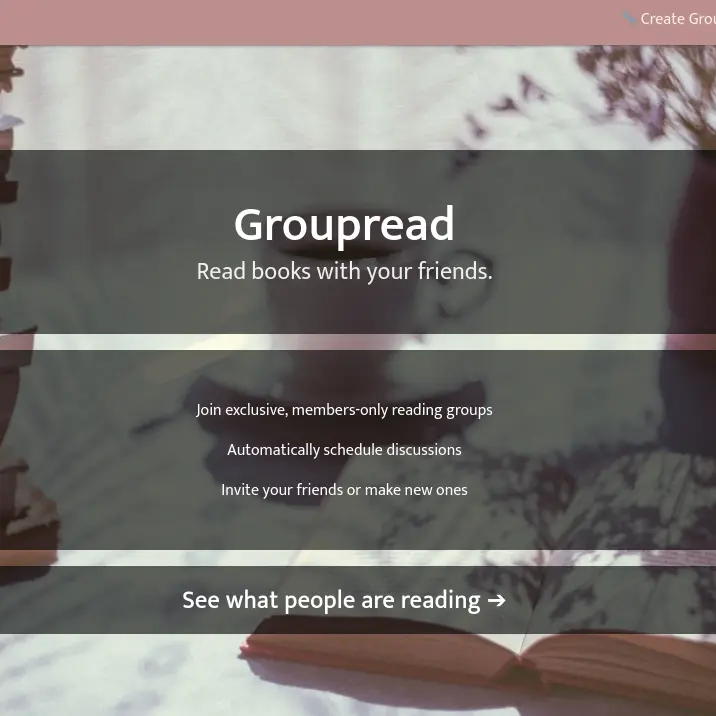 Create Grou
Groupread
Read books with your friends.
Join exclusive, members-only reading groups
Automatically schedule discussions
Invite your friends or make new ones
See what people are reading →